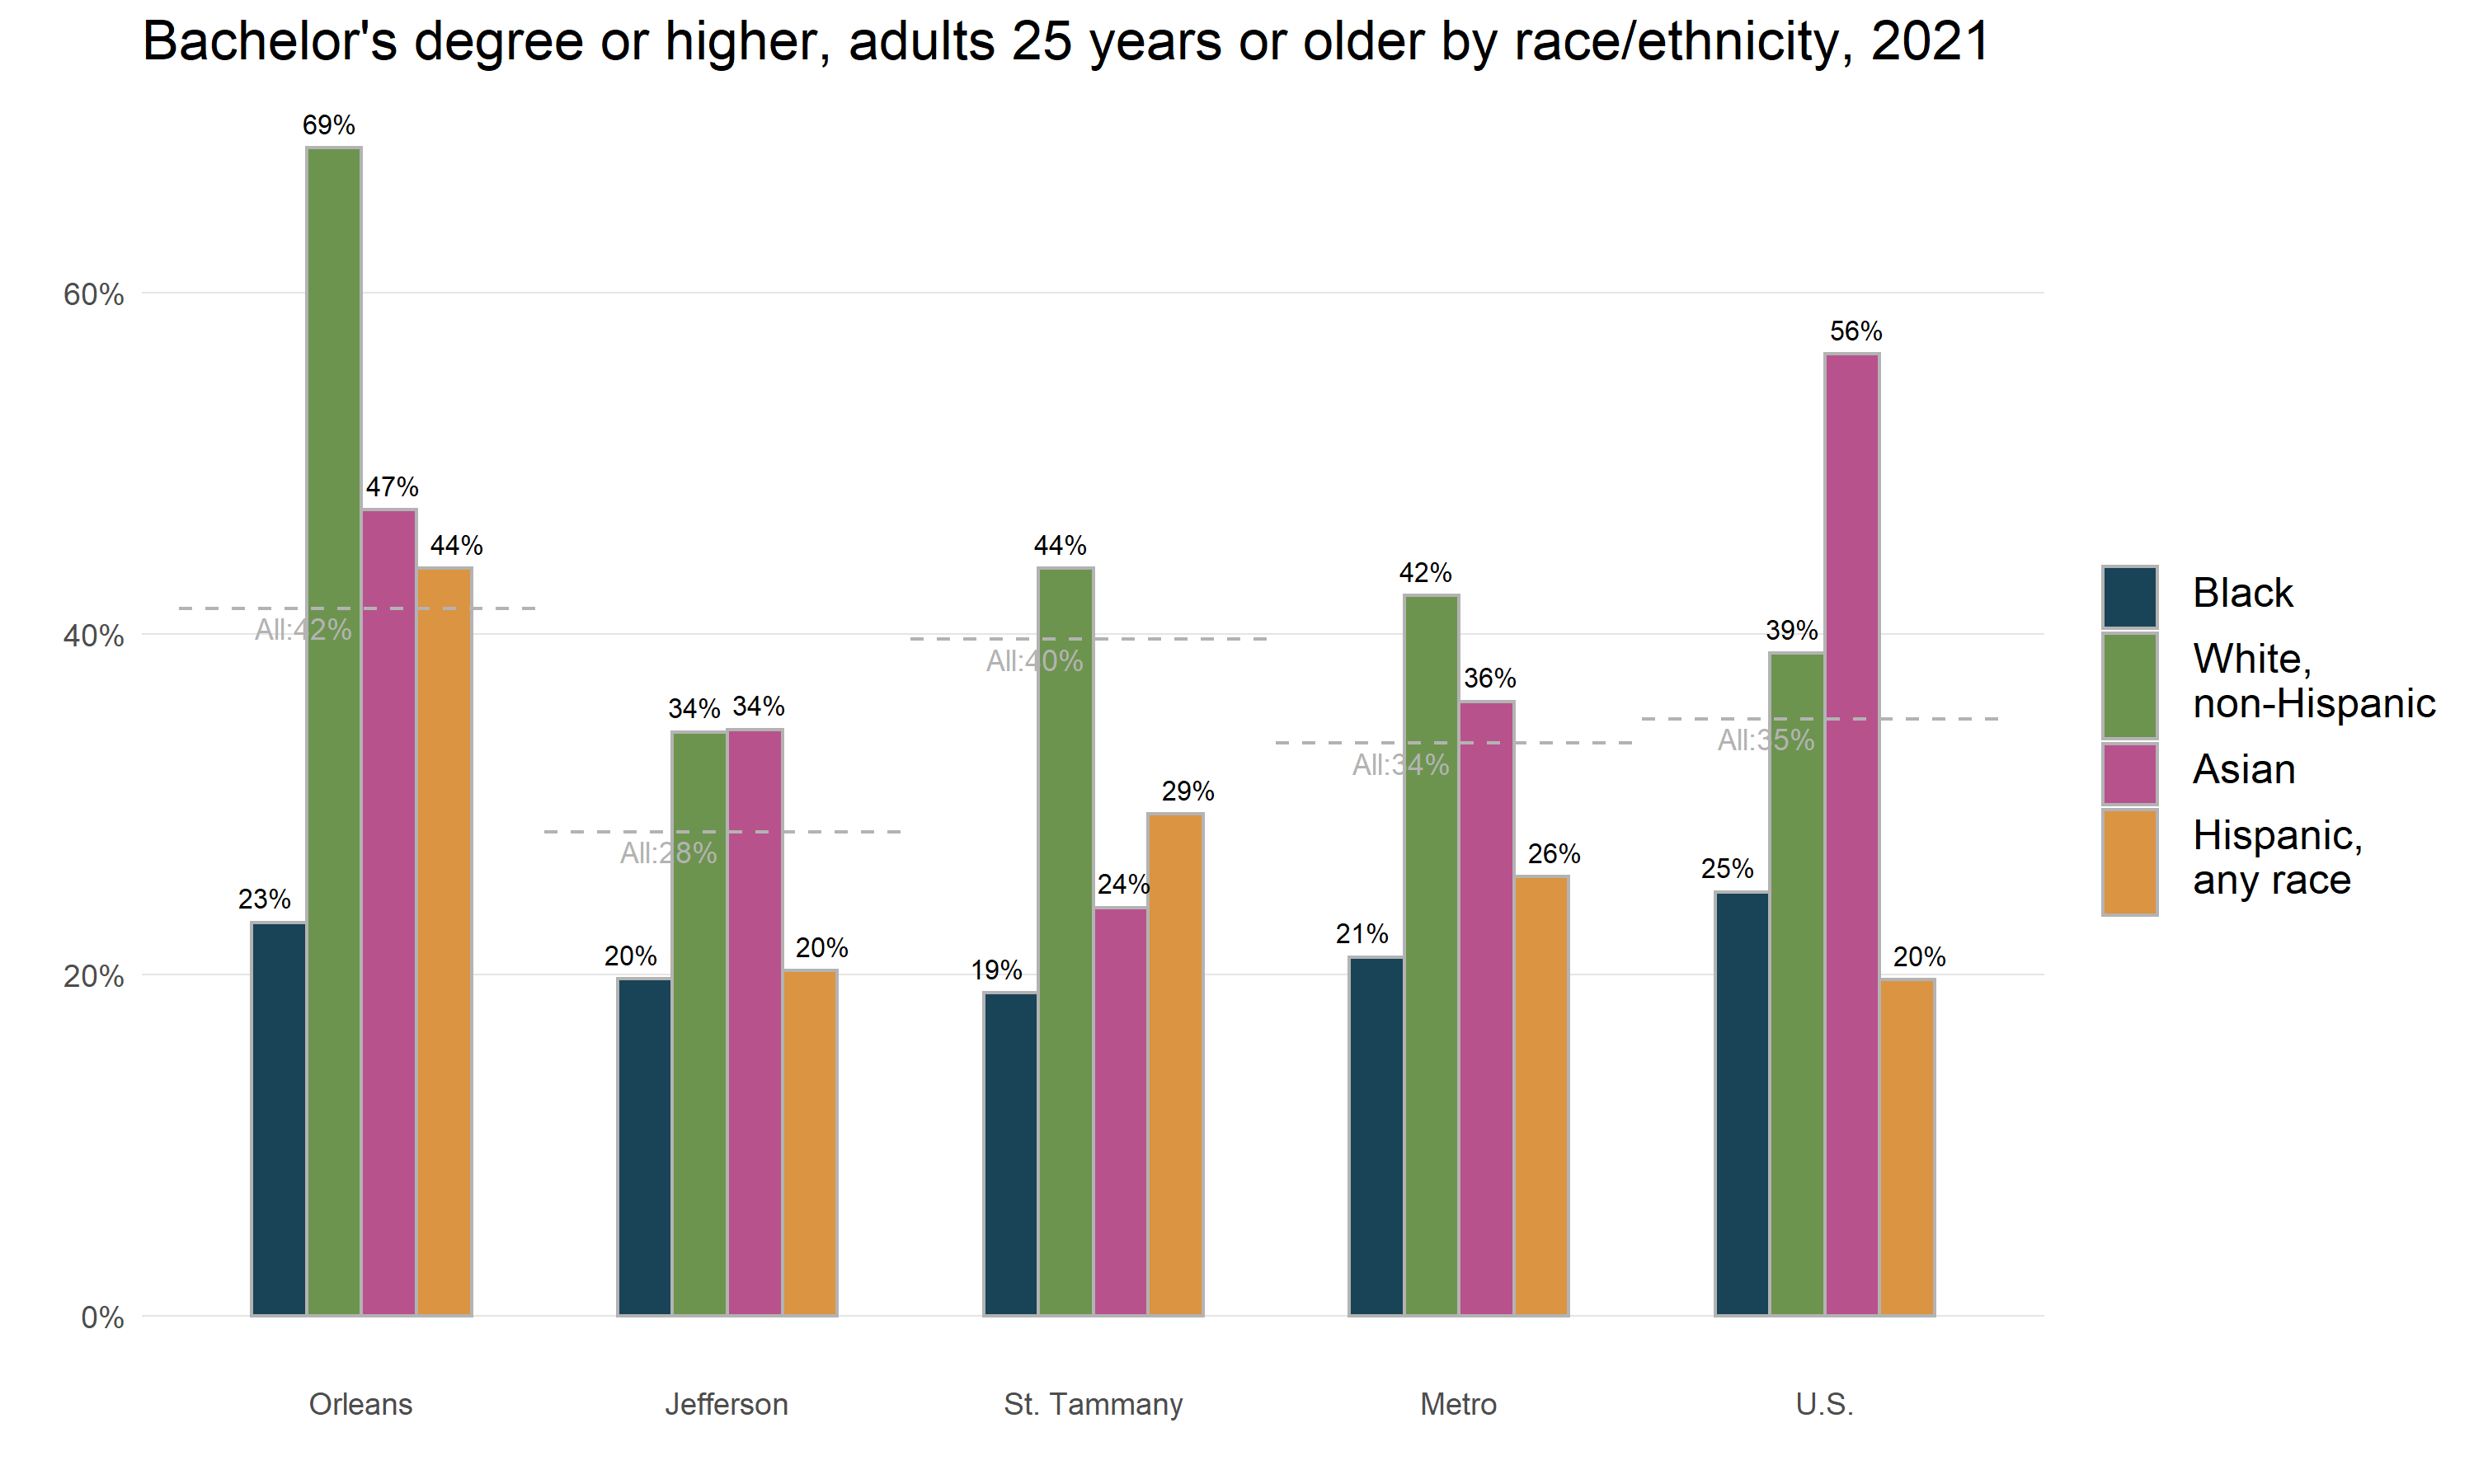 Bachelor's degree or higher, adults 25 years or older by race/ethnicity, 2021
60%
40%
20%
0%
69%
47%
44%
All:42%
23%
34%
34%
All:28%
20%
20%
44%
All:40%
29%
24%
19%
42%
36%
All:34%
26%
21%
56%
39%
All:35%
25%
20%
Orleans
Jefferson
St. Tammany
Metro
U.S.
Black
White,
non-Hispanic
Asian
Hispanic,
any race